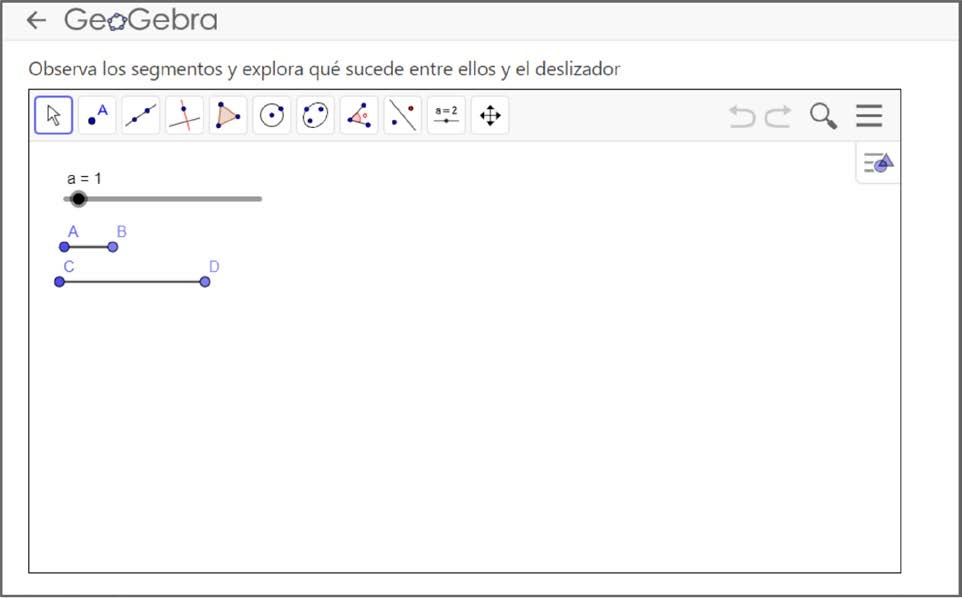 GeoGebra
Observa los segmentos y explora qué sucede entre ellos y el deslizador
A
a=2
a = 1
A B
C D